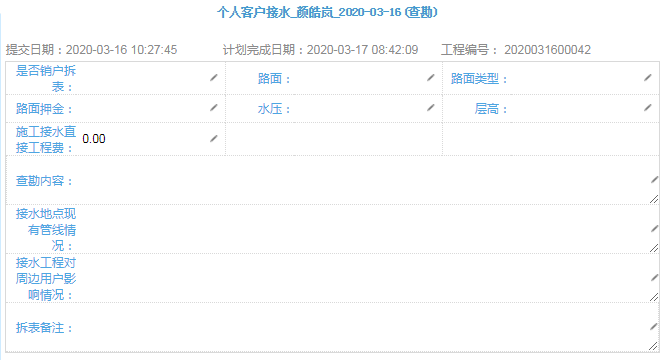 个人客户接水_颜皓岚_2020-03-16 (查勘)
提交日期：2020-03-16 10:27:45 计划完成日期：2020-03-17 08:42:09 工程编号： 2020031600042
是否销户拆
表：
路面：
路面类型：
路面押金：
水压：
层高：
施工接水直
接工程费：
0.00
查勘内容：
接水地点现
有管线情
况：
接水工程对
周边用户影
响情况：
拆表备注：